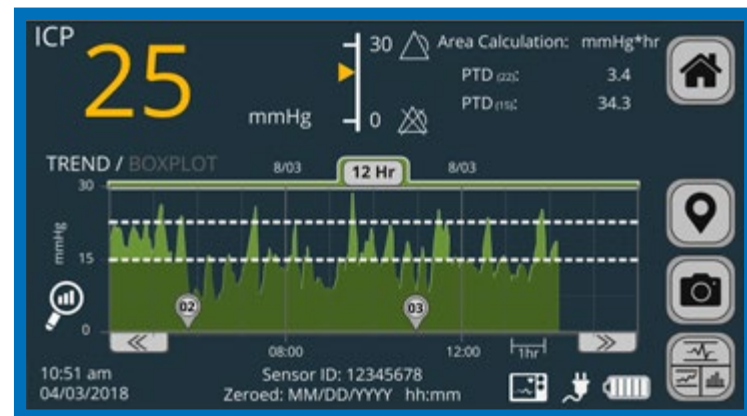 ICP
25
mmHg
30
0
Area Calculation: mmHg*hr
PTD (22): 3.4
PTD (15): 34.3
TREND / BOXPLOT
8/03
12 Hr
8/03
30
mmHg
15
0
02
03
08:00
12:00
1hr
10:51 am
04/03/2018
Sensor ID: 12345678
Zeroed: MM/DD/YYYY hh:mm